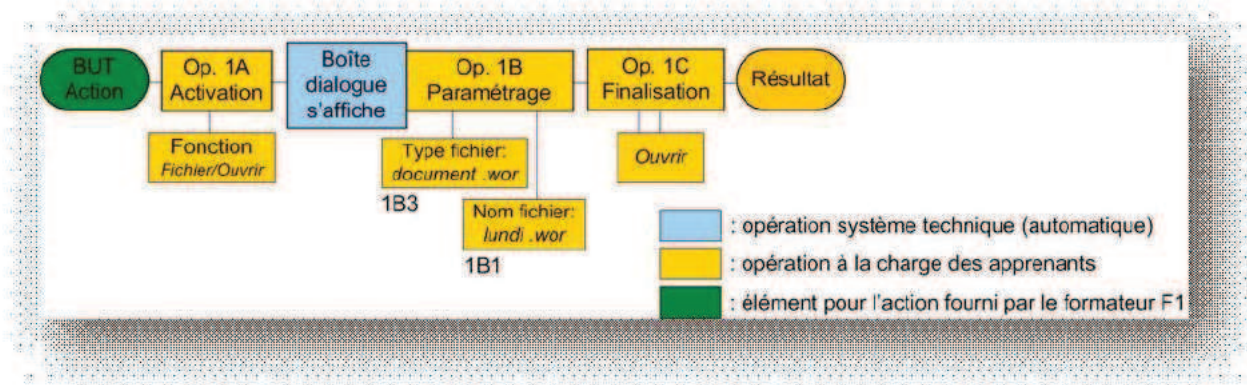 BUT
Action
Op. 1A
Activation
Boîte
dialogue
s'affiche
Op. 1B
Paramétrage
Op. 1C
Finalisation
Résultat
Fonction
Fichier/Ouvrir
Type fichier:
document .wor
1B3
Nom fichier:
lundi .wor
1B1
Ouvrir
: opération système technique (automatique)
: opération à la charge des apprenants
: élément pour l'action fourni par le formateur F1